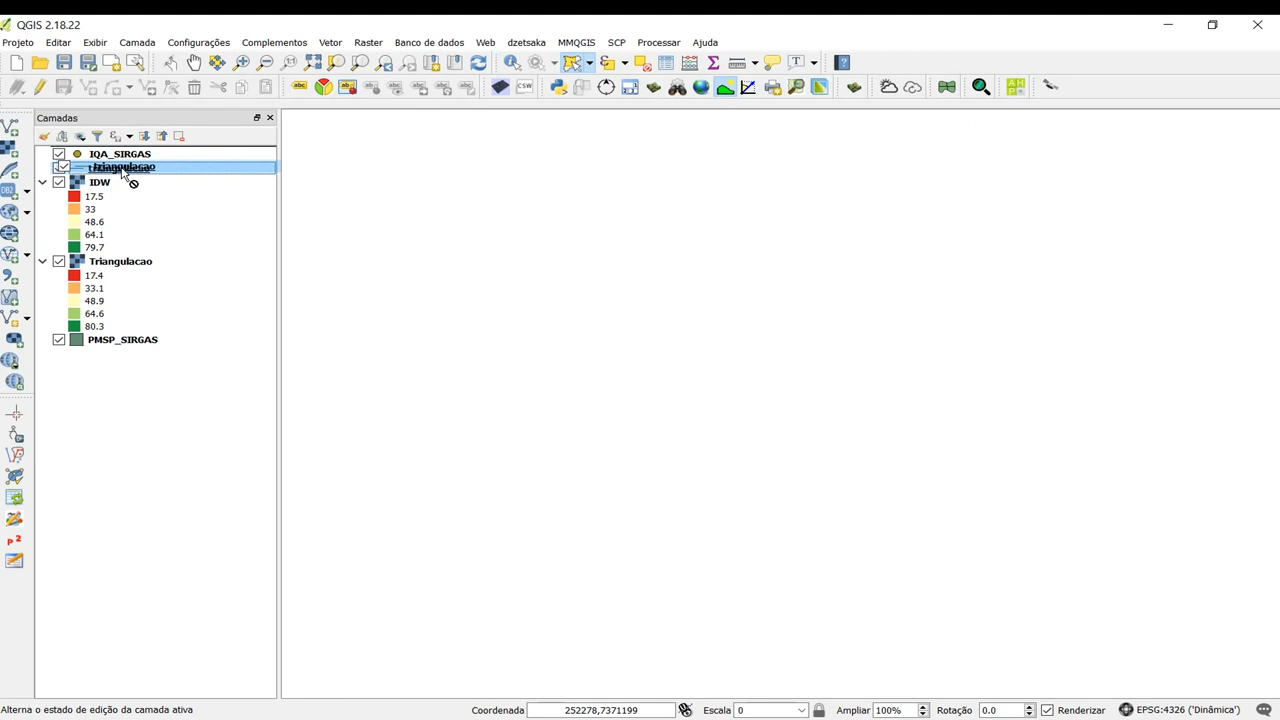 QGIS 2.18.22
Projeto Editar Exibir Camada Configurações Complementos Vetor Raster Banco de dados Web dzetsaka MMQGIS SCP Processar Ajuda
Camadas
IQA_SIRGAS
triangulacao
IDW
17.5
33
48.6
64.1
79.7
Triangulacao
17.4
33.1
48.9
64.6
80.3
PMSP_SIRGAS
Alterna o estado de edição da camada ativa
Coordenada 252278,7371199 Escala 0 Ampliar 100% Rotação 0.0 Renderizar EPSG:4326 ('Dinâmica')